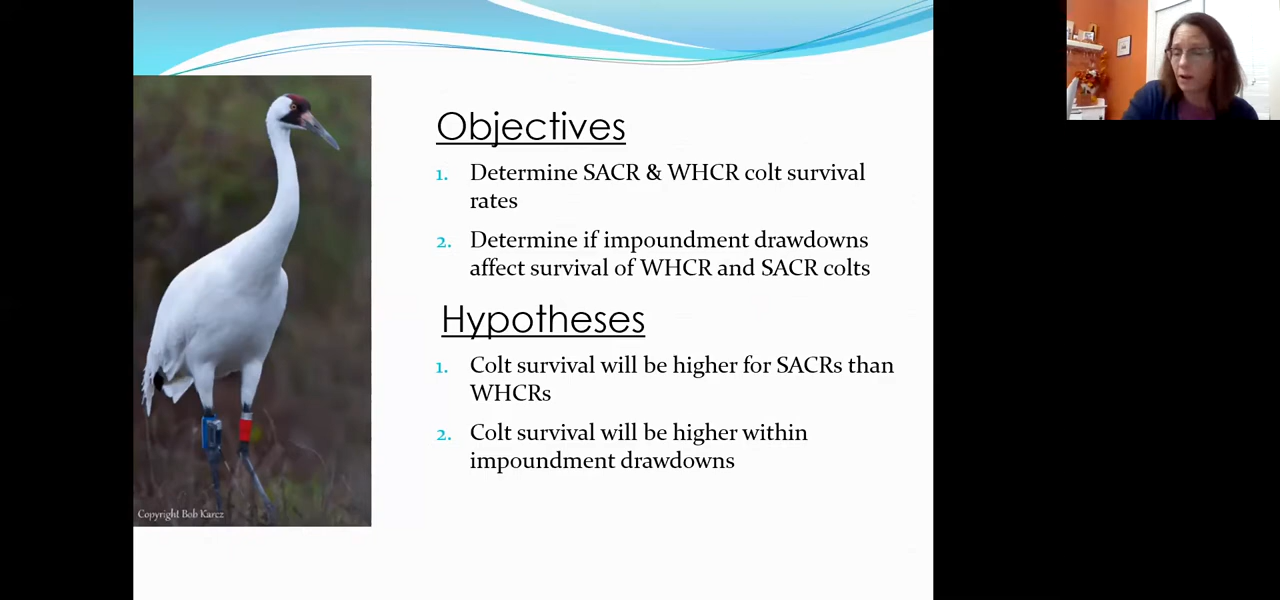 Objectives
1. Determine SACR & WHCR colt survival
rates
2. Determine if impoundment drawdowns
affect survival of WHCR and SACR colts
Hypotheses
1. Colt survival will be higher for SACRs than
WHCRs
2. Colt survival will be higher within
impoundment drawdowns
Copyright Bob Karcz